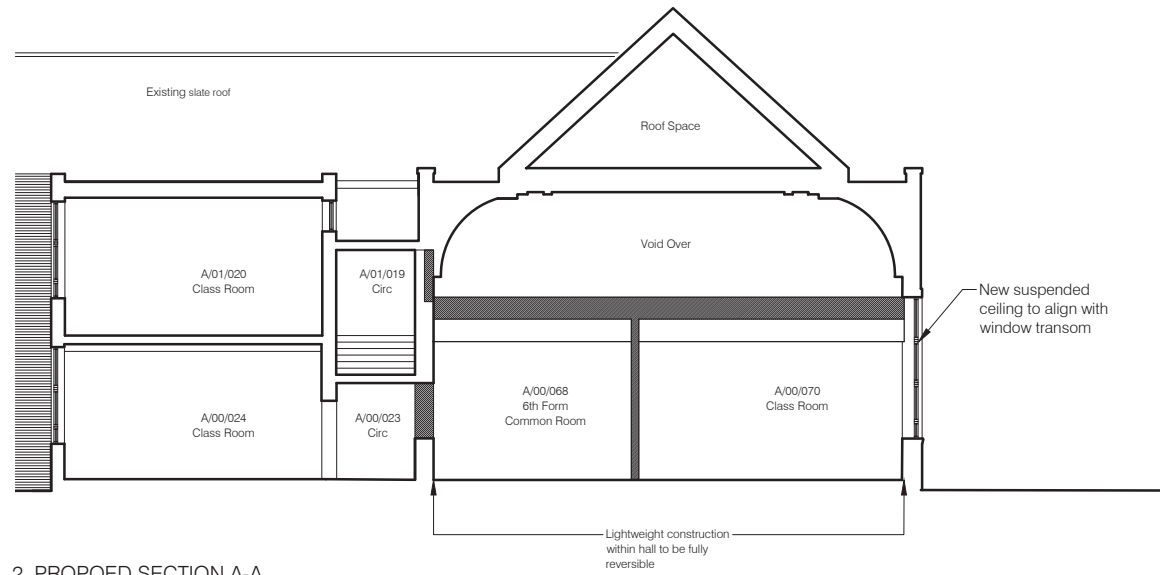 Existing slate roof
Roof Space
Void Over
A/01/020
Class Room
A/01/019
Circ
New suspended
ceiling to align with
window transom
A/00/068
6th Form
Common Room
A/00/070
Class Room
A/00/024
Class Room
A/00/023
Circ
Lightweight construction
within hall to be fully
reversible
2 PROPOED SECTION A-A